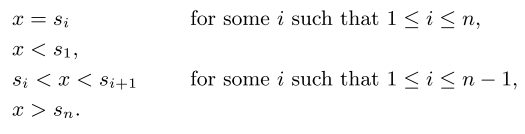 x = s_i for some i such that 1 ≤ i ≤ n,
x < s_1,
s_i < x < s_{i+1} for some i such that 1 ≤ i ≤ n − 1,
x > s_n.